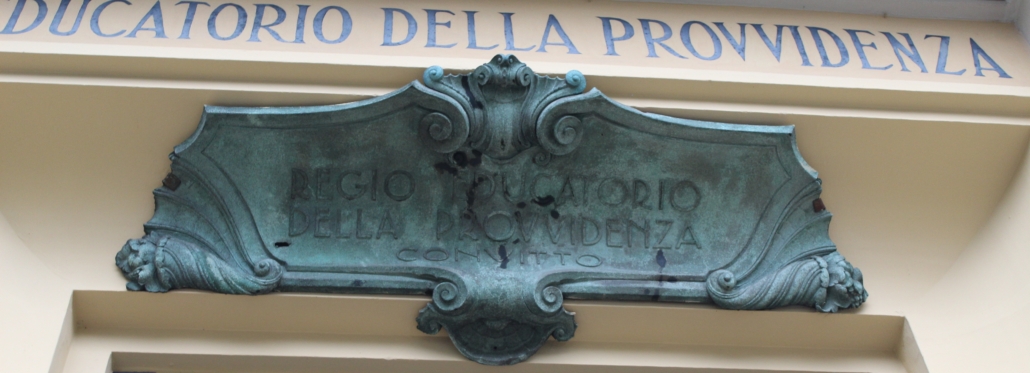 DUCATORIO DELLA PROVVIDENZA
REGIO EDUCATORIO
DELLA PROVVIDENZA
CONVITTO